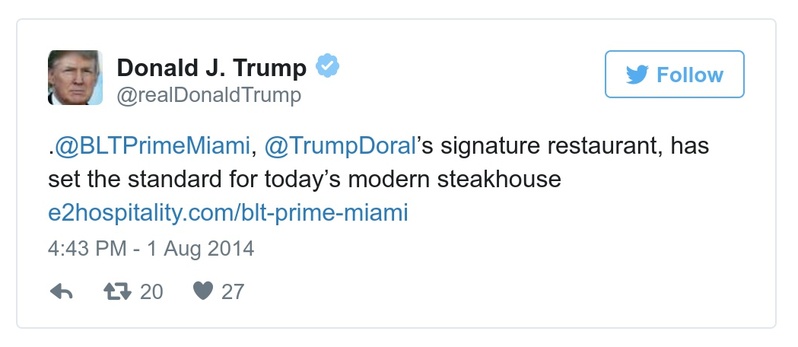 Donald J. Trump
@realDonaldTrump
Follow
.@BLTPrimeMiami, @TrumpDoral’s signature restaurant, has
set the standard for today’s modern steakhouse
e2hospitality.com/blt-prime-miami
4:43 PM - 1 Aug 2014
20 27